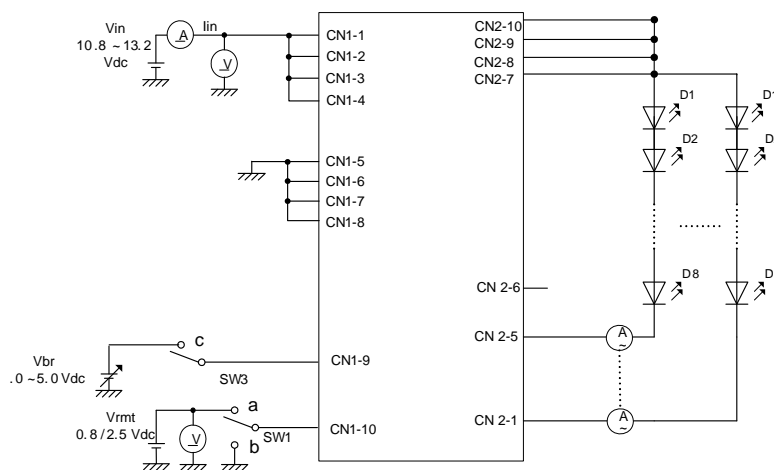 Vin
10.8 ~ 13.2
Vdc
A
Iin
V
CN1-1
CN1-2
CN1-3
CN1-4
CN1-5
CN1-6
CN1-7
CN1-8
CN1-9
CN1-10
CN2-10
CN2-9
CN2-8
CN2-7
CN 2-6
CN 2-5
CN 2-1
D1
D1
D2
D
D8
D
A
~
A
~
c
SW3
Vbr
.0 ~5.0 Vdc
Vrmt
0.8/2.5 Vdc
V
a
b
SW1